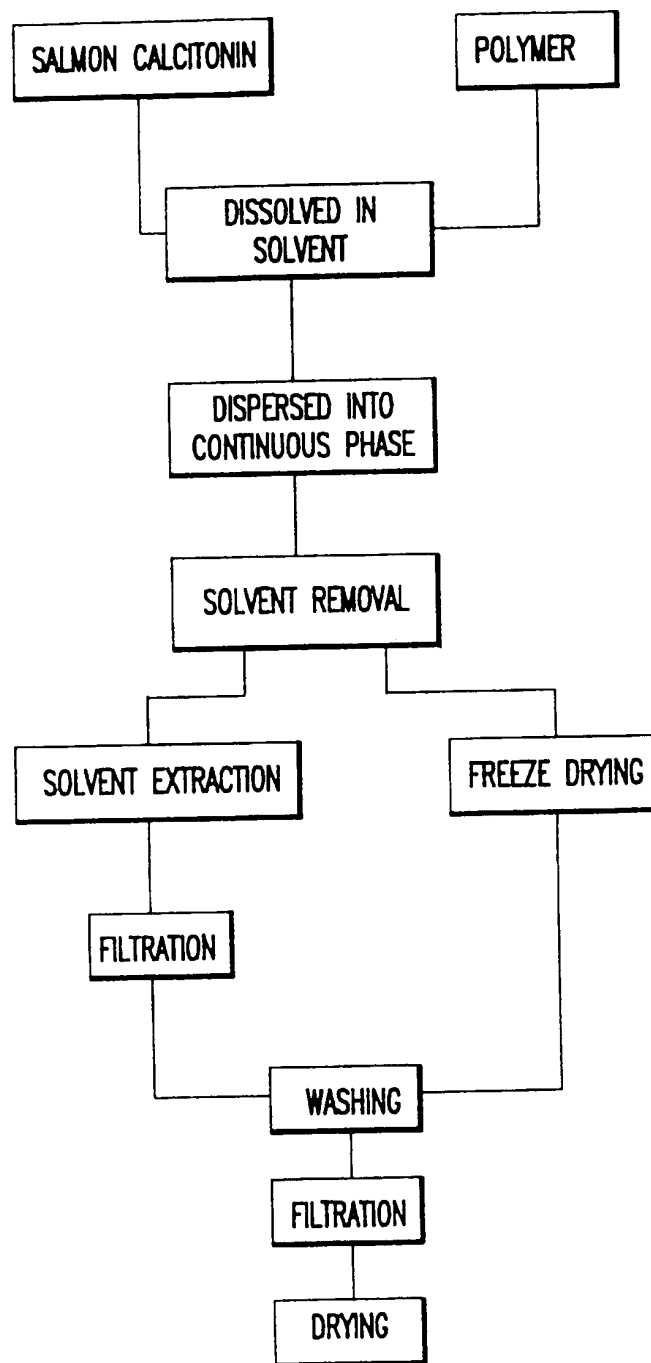 SALMON CALCITONIN
POLYMER
DISSOLVED IN
SOLVENT
DISPERSED INTO
CONTINUOUS PHASE
SOLVENT REMOVAL
SOLVENT EXTRACTION
FREEZE DRYING
FILTRATION
WASHING
FILTRATION
DRYING